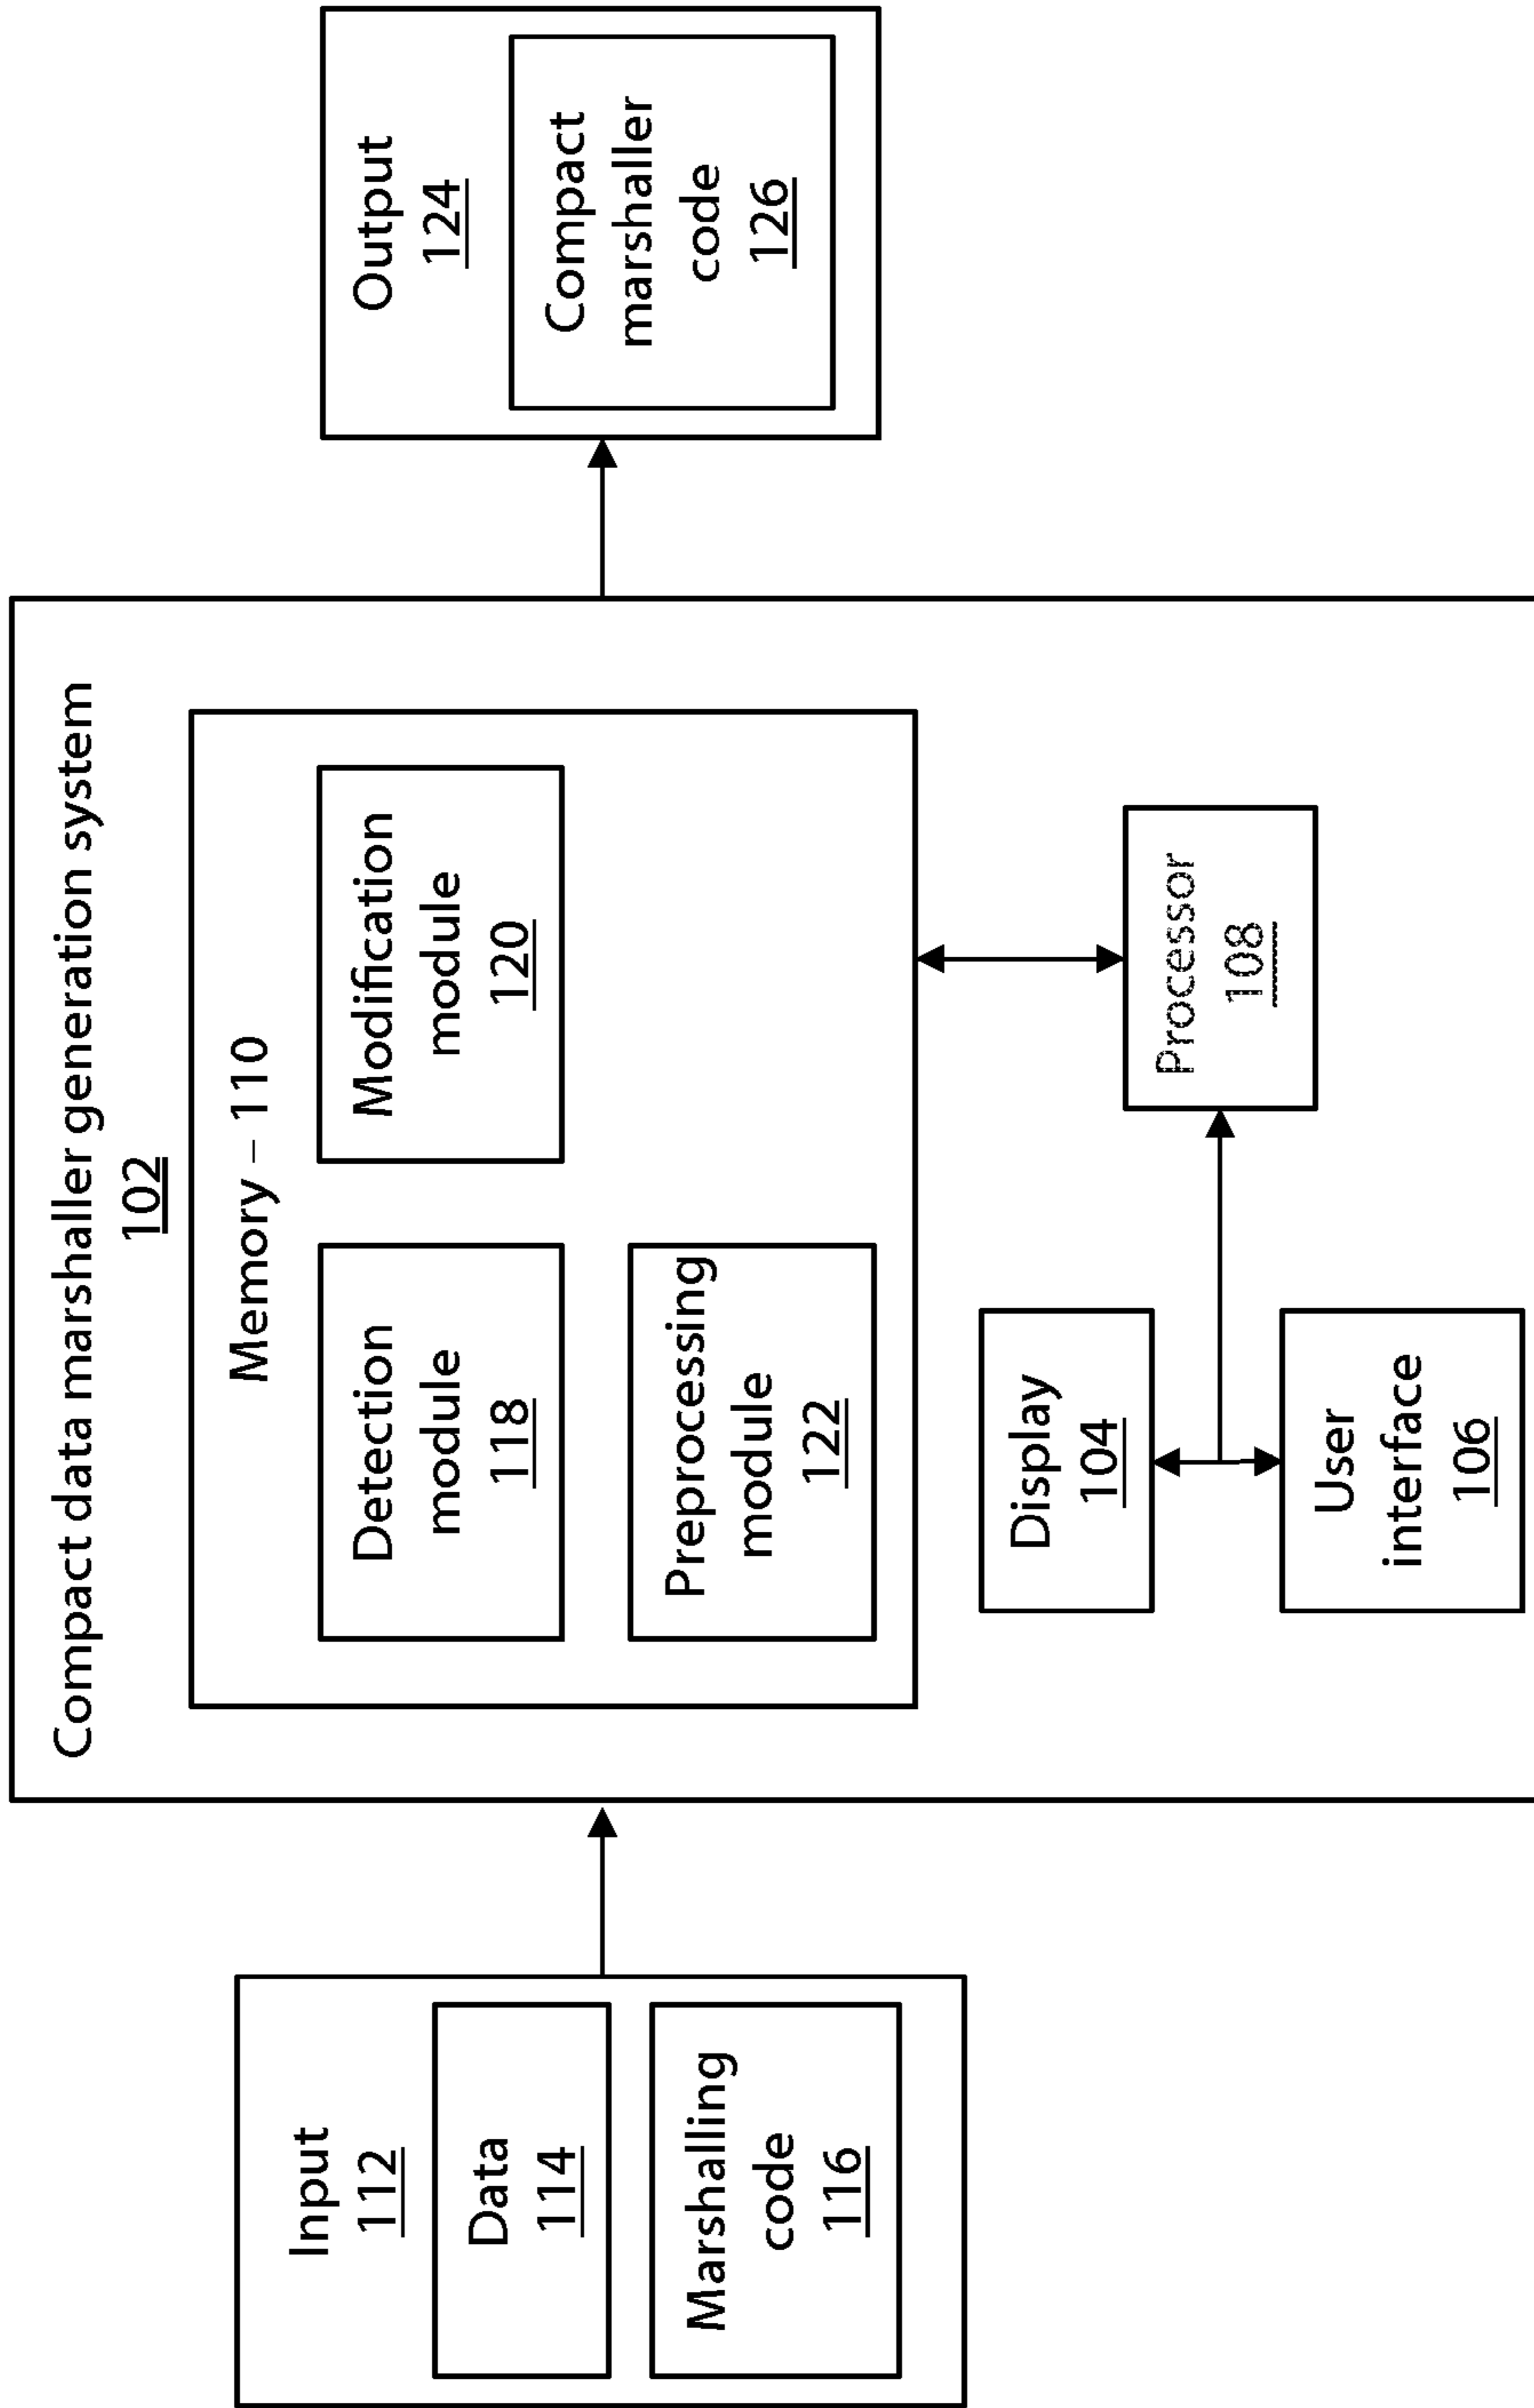 Compact data marshaller generation system
102
Input
112
Data
114
Marshalling
code
116
Memory – 110
Detection
module
118
Modification
module
120
Preprocessing
module
122
Display
104
User
interface
106
Processor
108
Output
124
Compact
marshaller
code
126